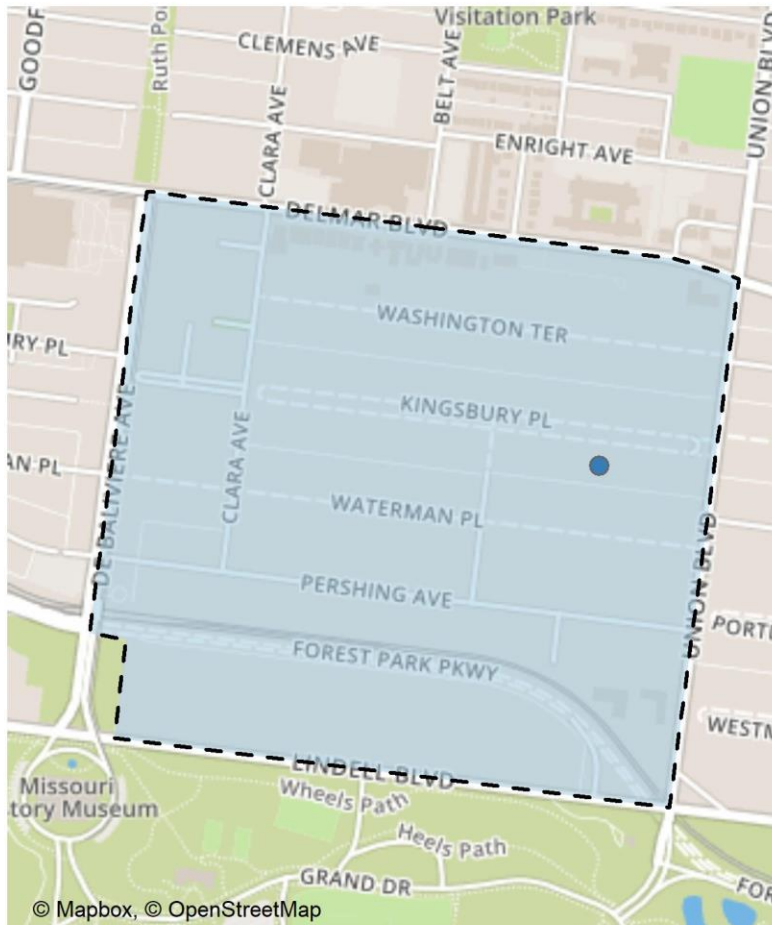 Visitation Park
GOODF
Ruth Po
CLEMENS AVE
BELT AVE
UNION BLVD
CLARA AVE
ENRIGHT AVE
DELMAR BLVD
WASHINGTON TER
RY PL
KINGSBURY PL
DE BALIVIERE AVE
CLARA AVE
AN PL
WATERMAN PL
UNION BLVD
PERSHING AVE
PORTL
FOREST PARK PKWY
WESTM
LINDELL BLVD
Missouri
tory Museum
Wheels Path
Heels Path
GRAND DR
FOR
© Mapbox, © OpenStreetMap